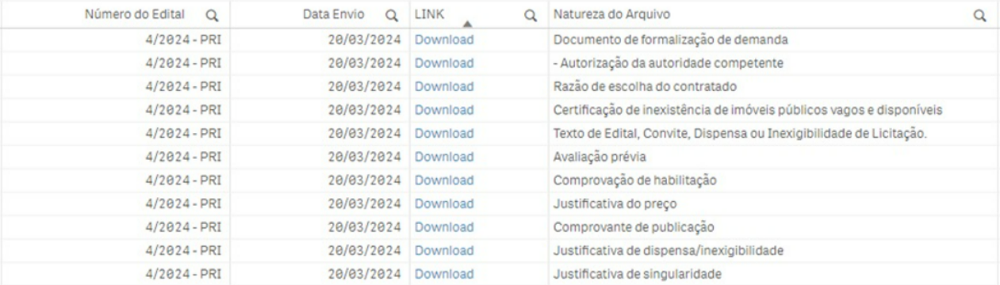 Número do Edital Data Envio LINK Natureza do Arquivo
4/2024 - PRI 20/03/2024 Download Documento de formalização de demanda
4/2024 - PRI 20/03/2024 Download - Autorização da autoridade competente
4/2024 - PRI 20/03/2024 Download Razão de escolha do contratado
4/2024 - PRI 20/03/2024 Download Certificação de inexistência de imóveis públicos vagos e disponíveis
4/2024 - PRI 20/03/2024 Download Texto de Edital, Convite, Dispensa ou Inexigibilidade de Licitação.
4/2024 - PRI 20/03/2024 Download Avaliação prévia
4/2024 - PRI 20/03/2024 Download Comprovação de habilitação
4/2024 - PRI 20/03/2024 Download Justificativa do preço
4/2024 - PRI 20/03/2024 Download Comprovante de publicação
4/2024 - PRI 20/03/2024 Download Justificativa de dispensa/inexigibilidade
4/2024 - PRI 20/03/2024 Download Justificativa de singularidade